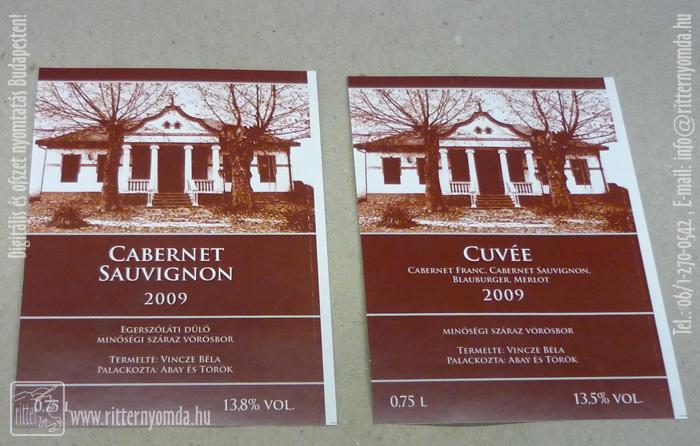 Digitális és ofszet nyomtatás Budapesten!
CABERNET
SAUVIGNON
2009
EGERSZÓLÁTI DŰLŐ
MINŐSÉGI SZÁRAZ VÖRÖSBOR
TERMELTE: VINCZE BÉLA
PALACKOZTA: ABAY ÉS TÖRÖK
0,75 L
13,8% VOL.
CUVÉE
CABERNET FRANC, CABERNET SAUVIGNON,
BLAUBURGER, MERLOT
2009
MINŐSÉGI SZÁRAZ VÖRÖSBOR
TERMELTE: VINCZE BÉLA
PALACKOZTA: ABAY ÉS TÖRÖK
0,75 L
13,5% VOL.
ritter
www.ritternyomda.hu
Tel.: 06/1-270-0542 E-mail: info@ritternyomda.hu